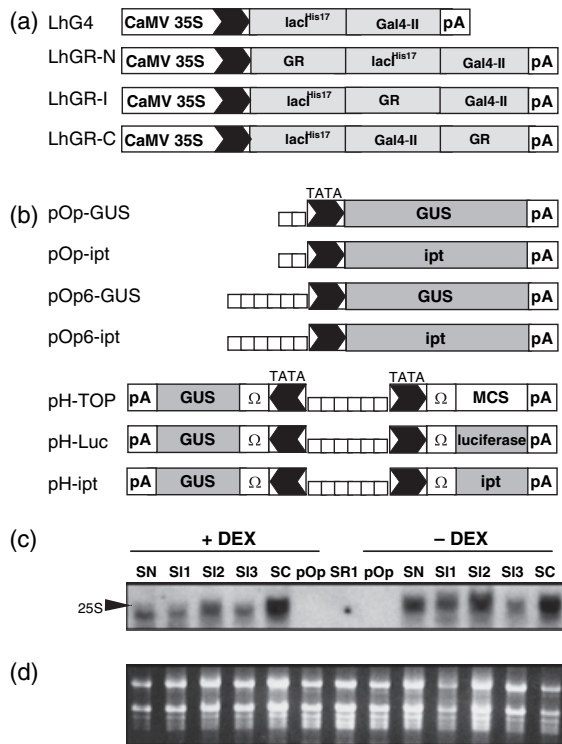 (a)
LhG4 CaMV 35S lacI^His17 Gal4-II pA
LhGR-N CaMV 35S GR lacI^His17 Gal4-II pA
LhGR-I CaMV 35S lacI^His17 GR Gal4-II pA
LhGR-C CaMV 35S lacI^His17 Gal4-II GR pA
(b)
TATA
pOp-GUS GUS pA
pOp-ipt ipt pA
pOp6-GUS GUS pA
pOp6-ipt ipt pA
TATA TATA
pH-TOP pA GUS Ω Ω MCS pA
pH-Luc pA GUS Ω Ω luciferase pA
pH-ipt pA GUS Ω Ω ipt pA
(c)
+ DEX – DEX
SN SI1 SI2 SI3 SC pOp SR1 pOp SN SI1 SI2 SI3 SC
25S
(d)